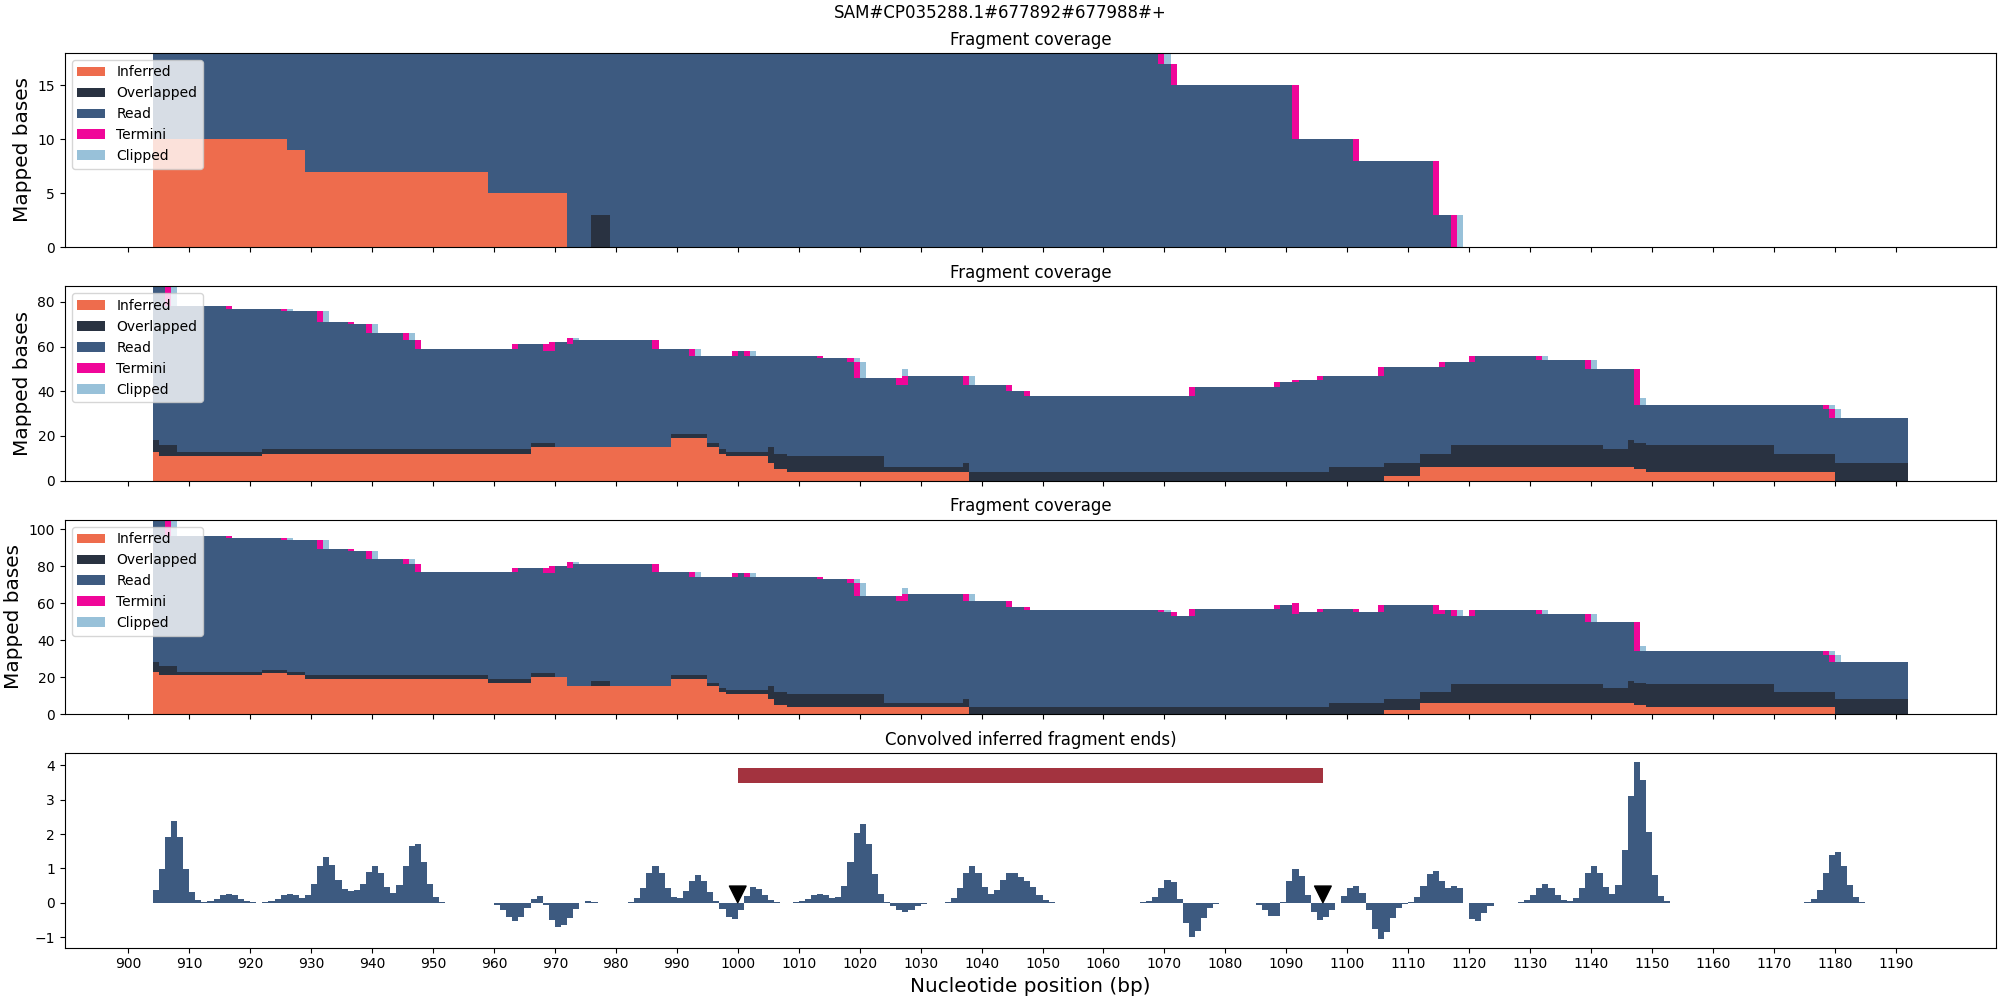 SAM#CP035288.1#677892#677988#+
Fragment coverage
Mapped bases
15
10
5
0
Inferred
Overlapped
Read
Termini
Clipped
Fragment coverage
Mapped bases
80
60
40
20
0
Inferred
Overlapped
Read
Termini
Clipped
Fragment coverage
Mapped bases
100
80
60
40
20
0
Inferred
Overlapped
Read
Termini
Clipped
Convolved inferred fragment ends)
4
3
2
1
0
−1
900 910 920 930 940 950 960 970 980 990 1000 1010 1020 1030 1040 1050 1060 1070 1080 1090 1100 1110 1120 1130 1140 1150 1160 1170 1180 1190
Nucleotide position (bp)